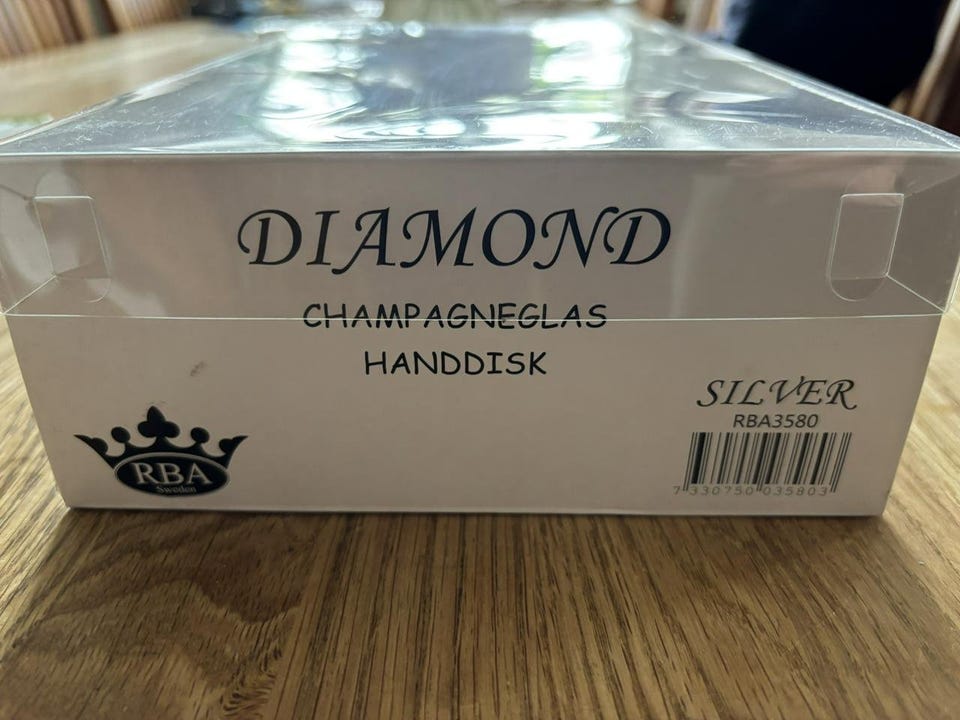 DIAMOND
CHAMPAGNEGLAS
HANDDISK
SILVER
RBA3580
7 330750 035803
RBA
Sweden